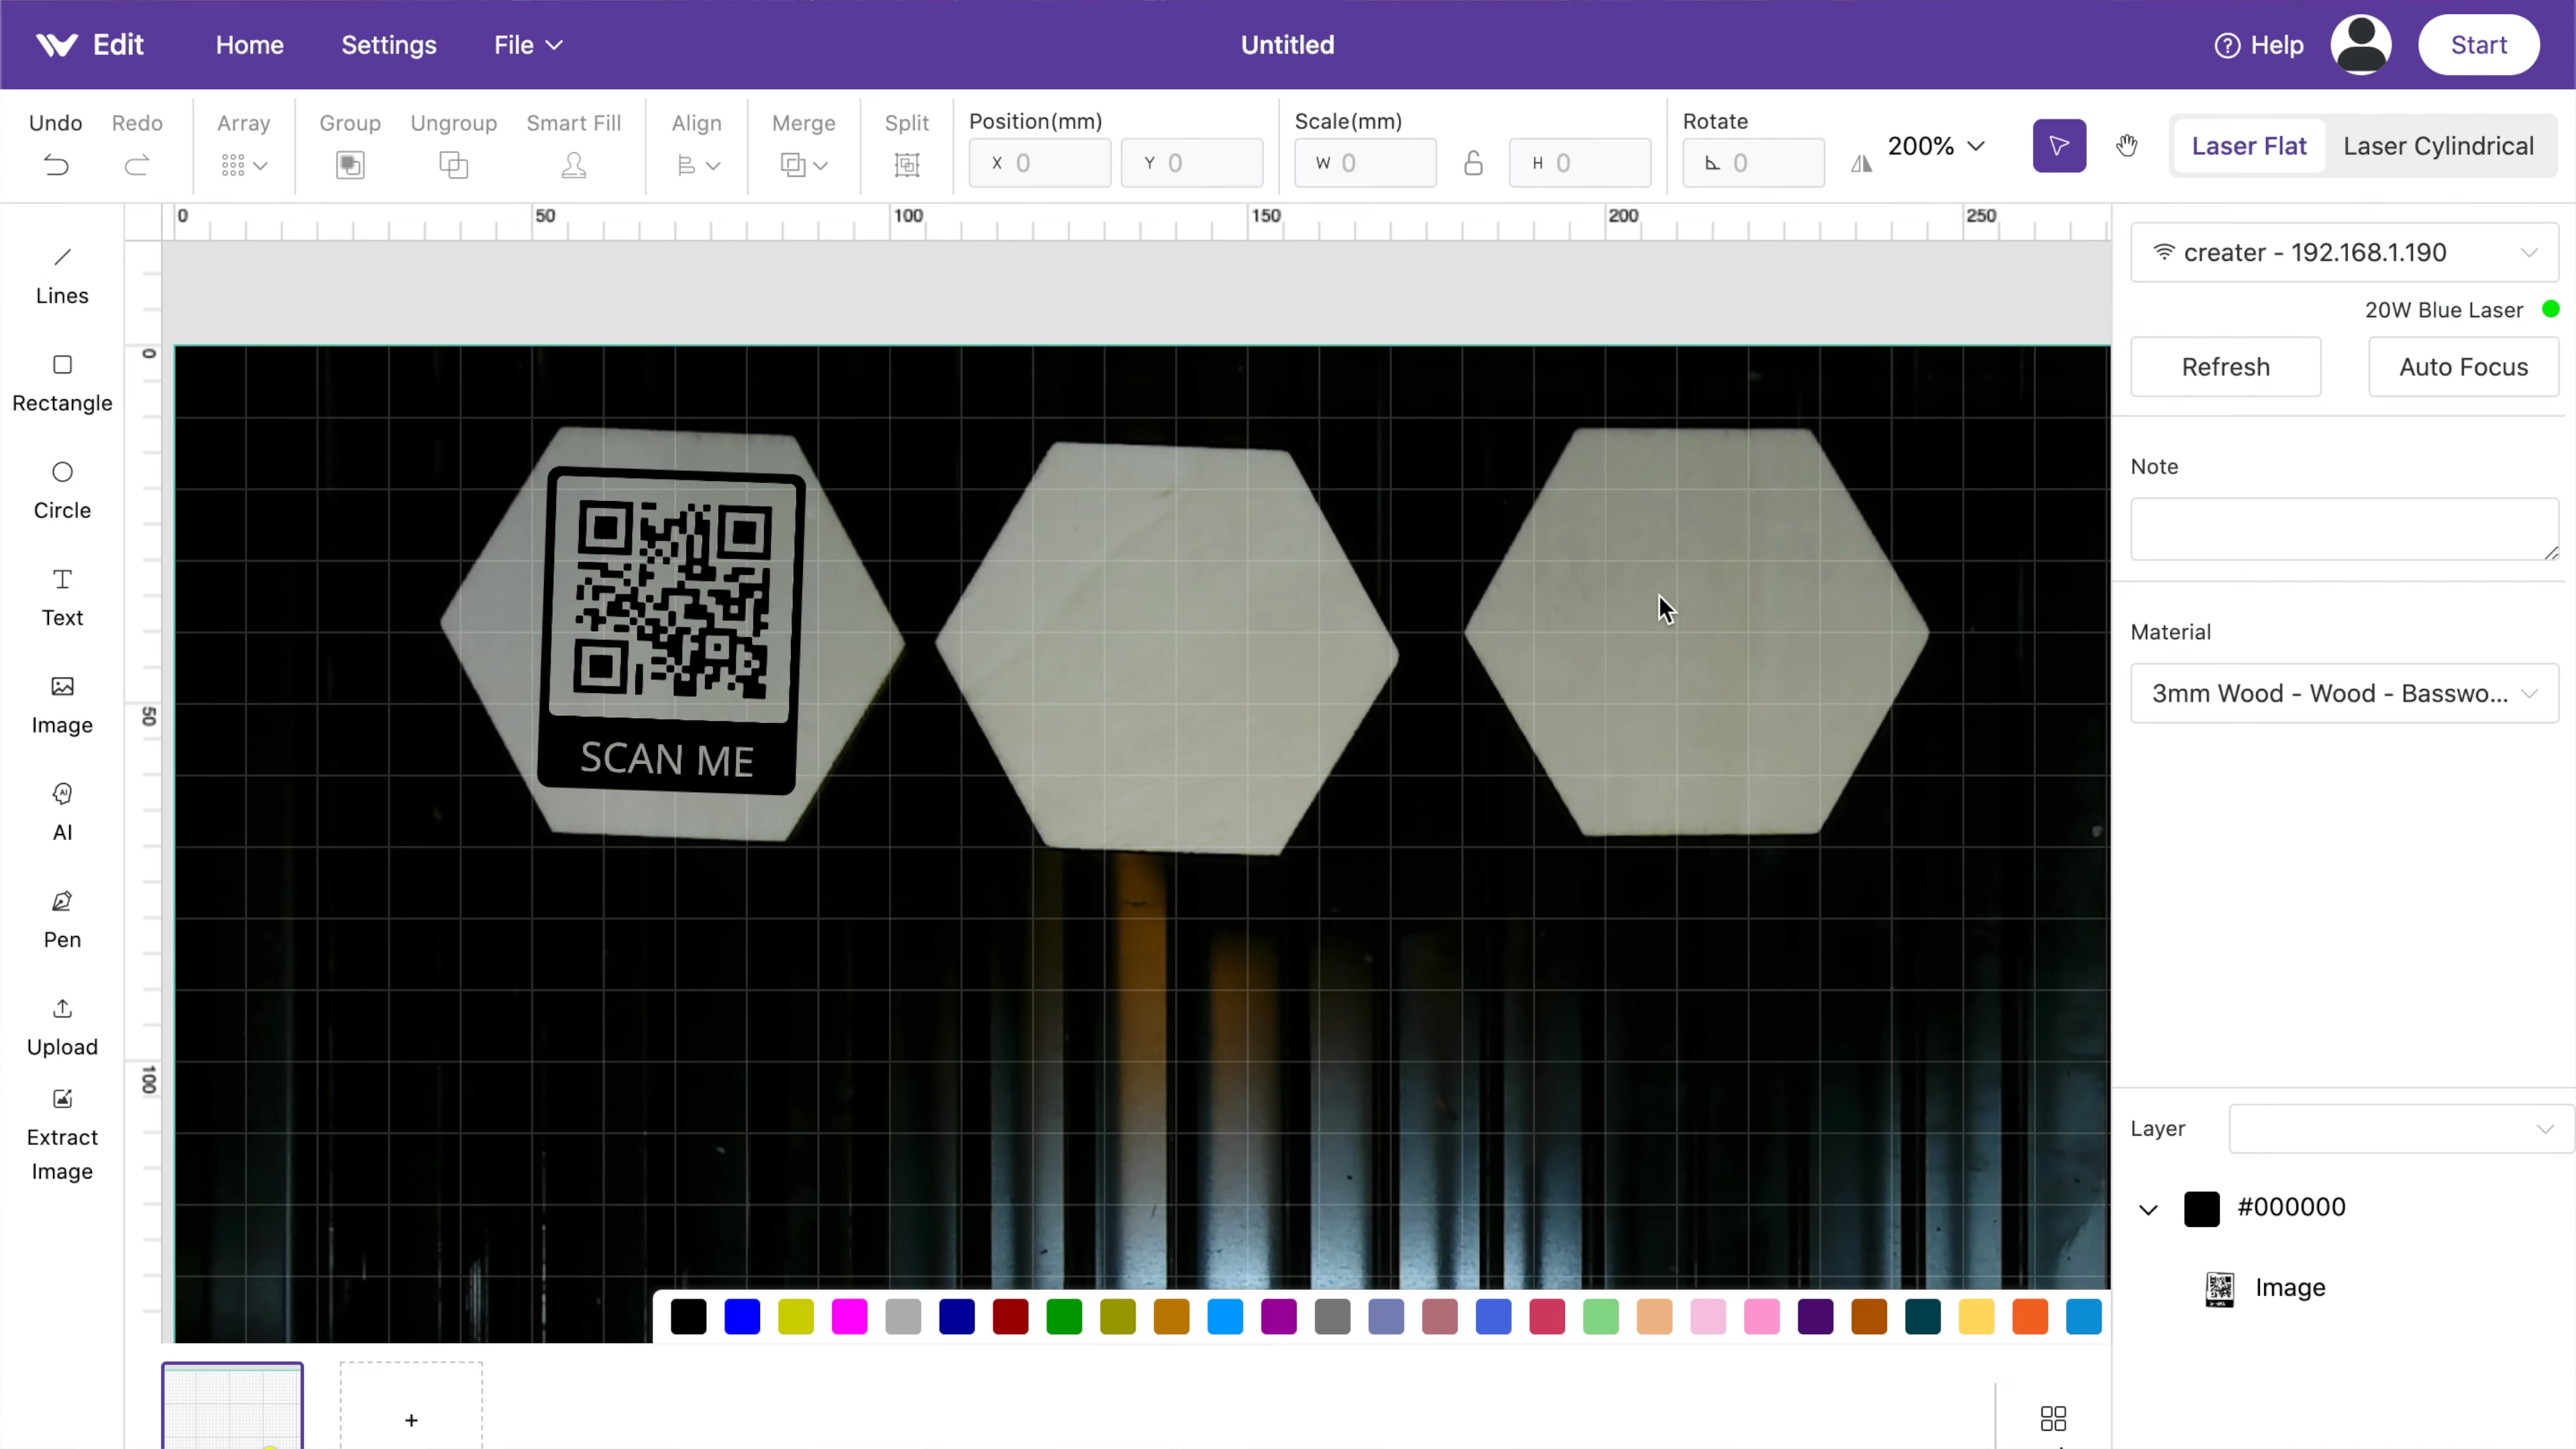 Edit Home Settings File Untitled Help Start
Undo Redo Array Group Ungroup Smart Fill Align Merge Split Position(mm) Scale(mm) Rotate
X 0 Y 0 W 0 H 0 0 200% Laser Flat Laser Cylindrical
0 50 100 150 200 250
0
50
100
Lines
Rectangle
Circle
Text
Image
AI
AI
Pen
Upload
Extract
Image
SCAN ME
creater - 192.168.1.190
20W Blue Laser
Refresh Auto Focus
Note
Material
3mm Wood - Wood - Basswo...
Layer
#000000
Image
+